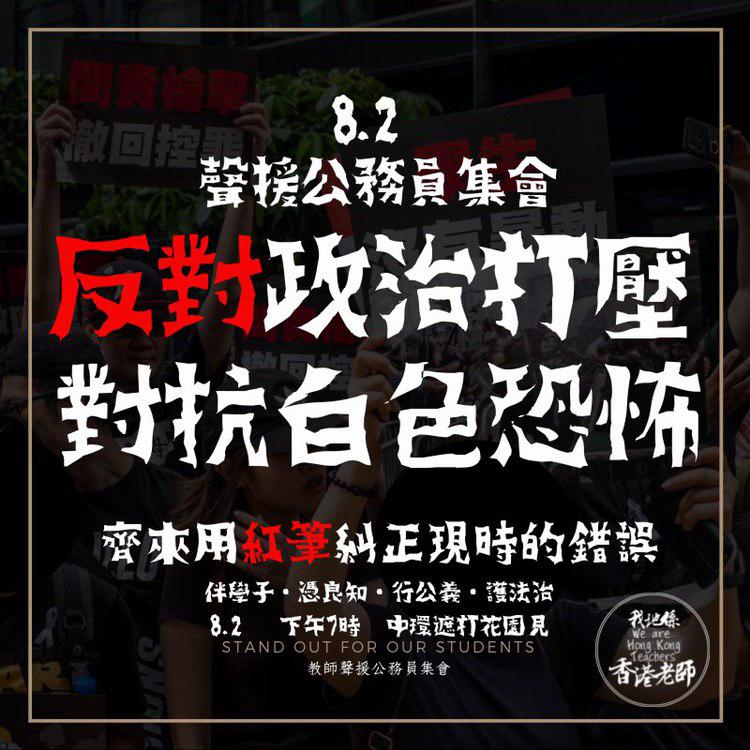 8.2
聲援公務員集會
反對政治打壓
對抗白色恐怖
齊來用紅筆糾正現時的錯誤
伴學子·憑良知·行公義·護法治
8.2 下午7時 中環遮打花園見
STAND OUT FOR OUR STUDENTS
教師聲援公務員集會
我地係
We are
Hong Kong
Teachers
香港老師
問責槍擊
撤回控罪